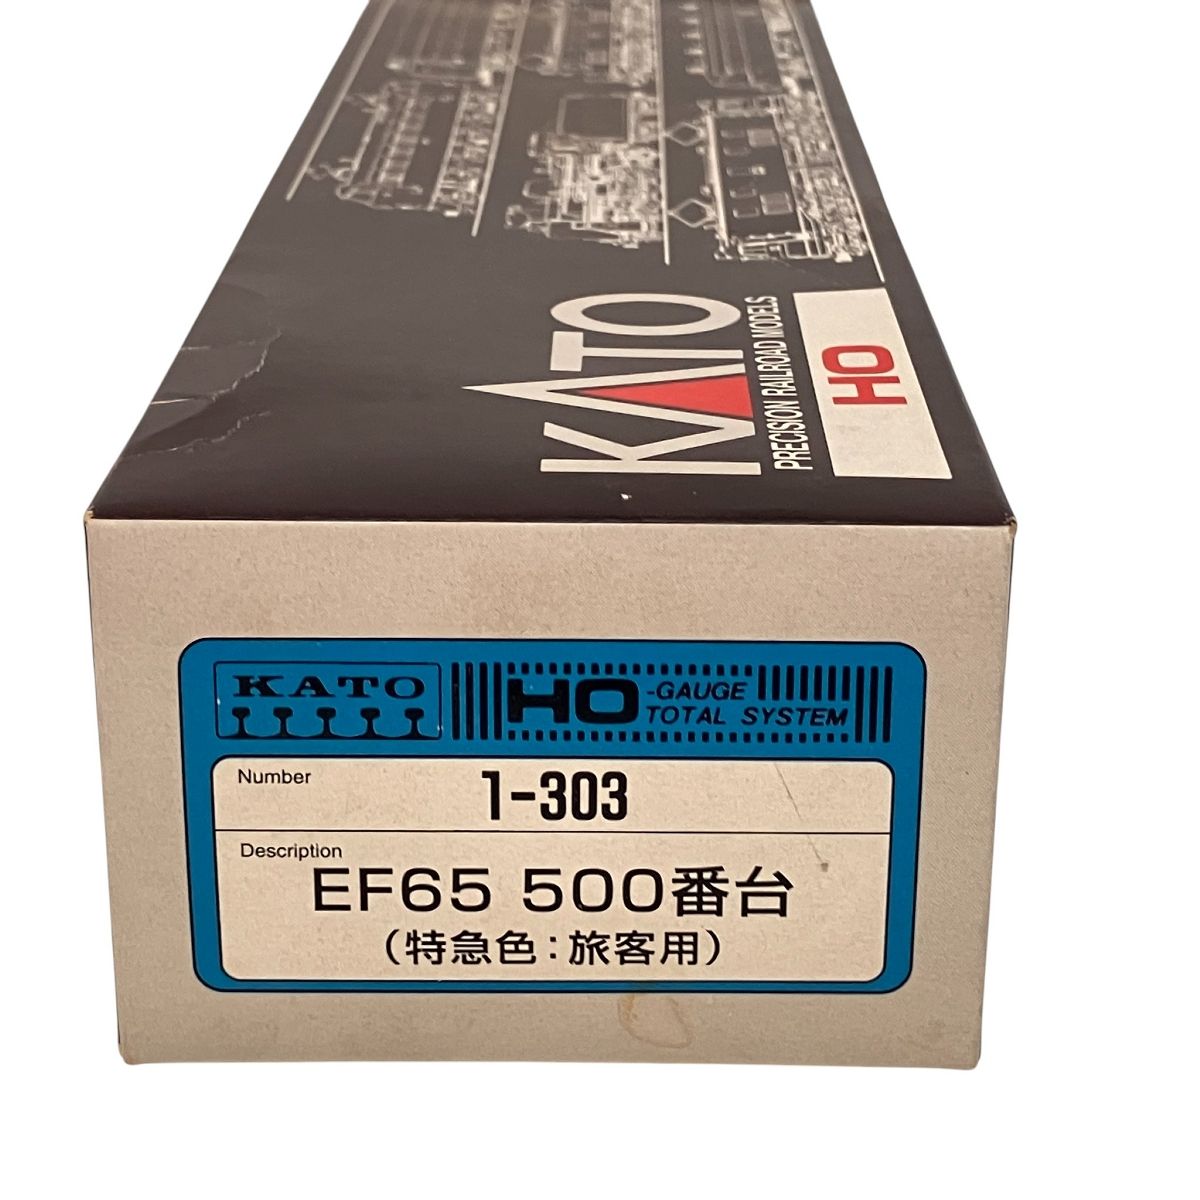 KATO
PRECISION RAILROAD MODELS
HO
KATO
HO -GAUGE
TOTAL SYSTEM
Number
1-303
Description
EF65 500番台
(特急色:旅客用)